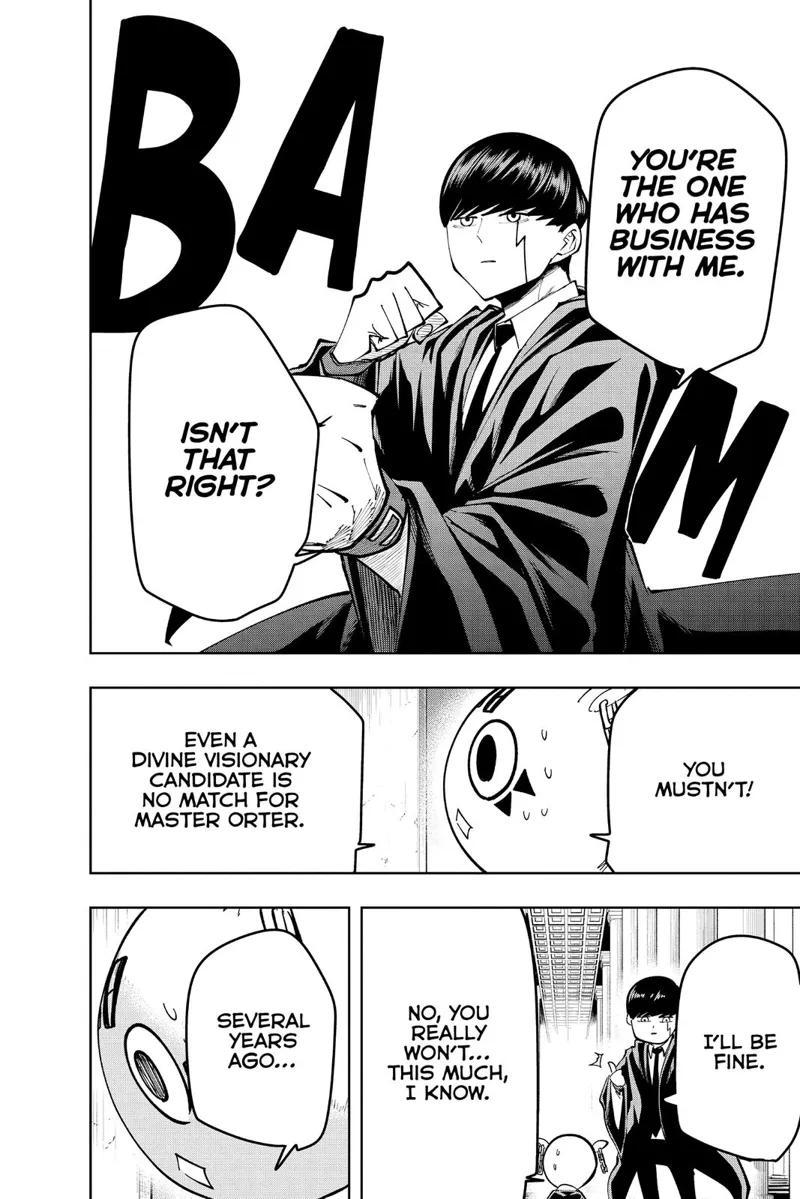 BAM
YOU'RE
THE ONE
WHO HAS
BUSINESS
WITH ME.
ISN'T
THAT
RIGHT?
YOU
MUSTN'T!
EVEN A
DIVINE VISIONARY
CANDIDATE IS
NO MATCH FOR
MASTER ORTER.
I'LL BE
FINE.
NO, YOU
REALLY
WON'T...
THIS MUCH,
I KNOW.
SEVERAL
YEARS
AGO...